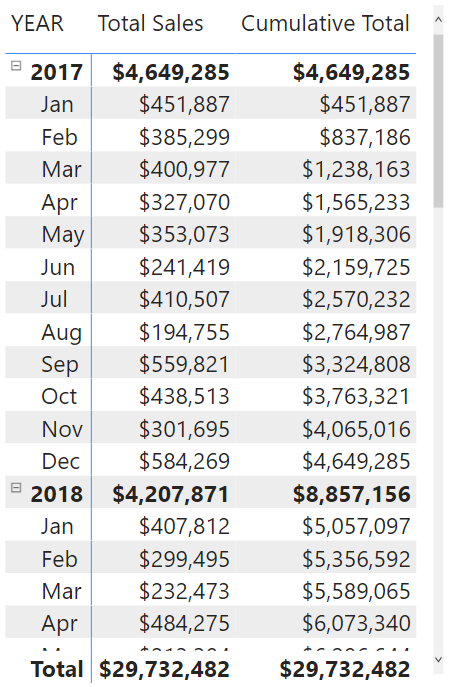 YEAR Total Sales Cumulative Total
2017 $4,649,285 $4,649,285
Jan $451,887 $451,887
Feb $385,299 $837,186
Mar $400,977 $1,238,163
Apr $327,070 $1,565,233
May $353,073 $1,918,306
Jun $241,419 $2,159,725
Jul $410,507 $2,570,232
Aug $194,755 $2,764,987
Sep $559,821 $3,324,808
Oct $438,513 $3,763,321
Nov $301,695 $4,065,016
Dec $584,269 $4,649,285
2018 $4,207,871 $8,857,156
Jan $407,812 $5,057,097
Feb $299,495 $5,356,592
Mar $232,473 $5,589,065
Apr $484,275 $6,073,340
Total $29,732,482 $29,732,482